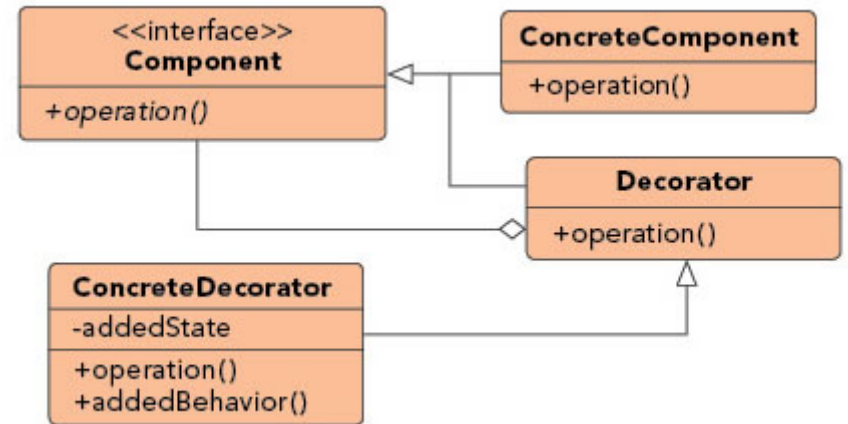 <<interface>>
Component
+operation()
ConcreteComponent
+operation()
Decorator
+operation()
ConcreteDecorator
-addedState
+operation()
+addedBehavior()